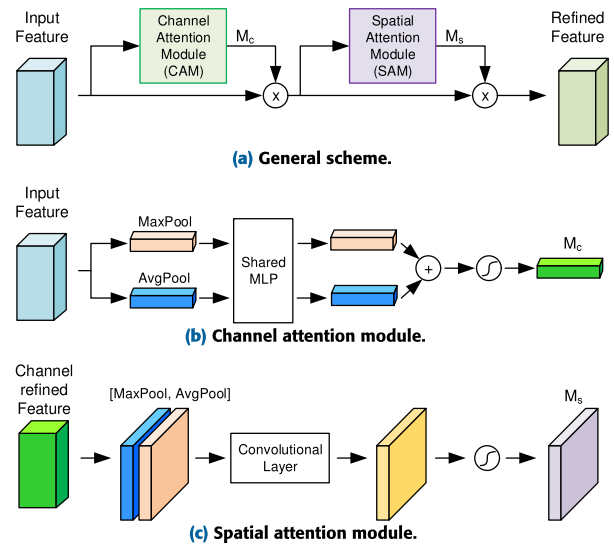 Input
Feature
Channel
Attention
Module
(CAM)
Mc
x
Spatial
Attention
Module
(SAM)
Ms
x
Refined
Feature
(a) General scheme.
Input
Feature
MaxPool
AvgPool
Shared
MLP
+
Mc
(b) Channel attention module.
Channel
refined
Feature
[MaxPool, AvgPool]
Convolutional
Layer
Ms
(c) Spatial attention module.